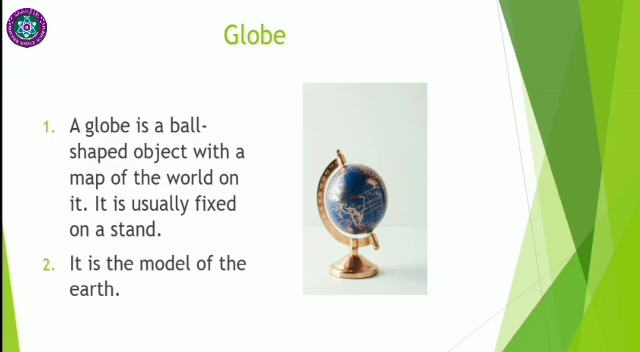 Globe
1. A globe is a ball-
shaped object with a
map of the world on
it. It is usually fixed
on a stand.
2. It is the model of the
earth.